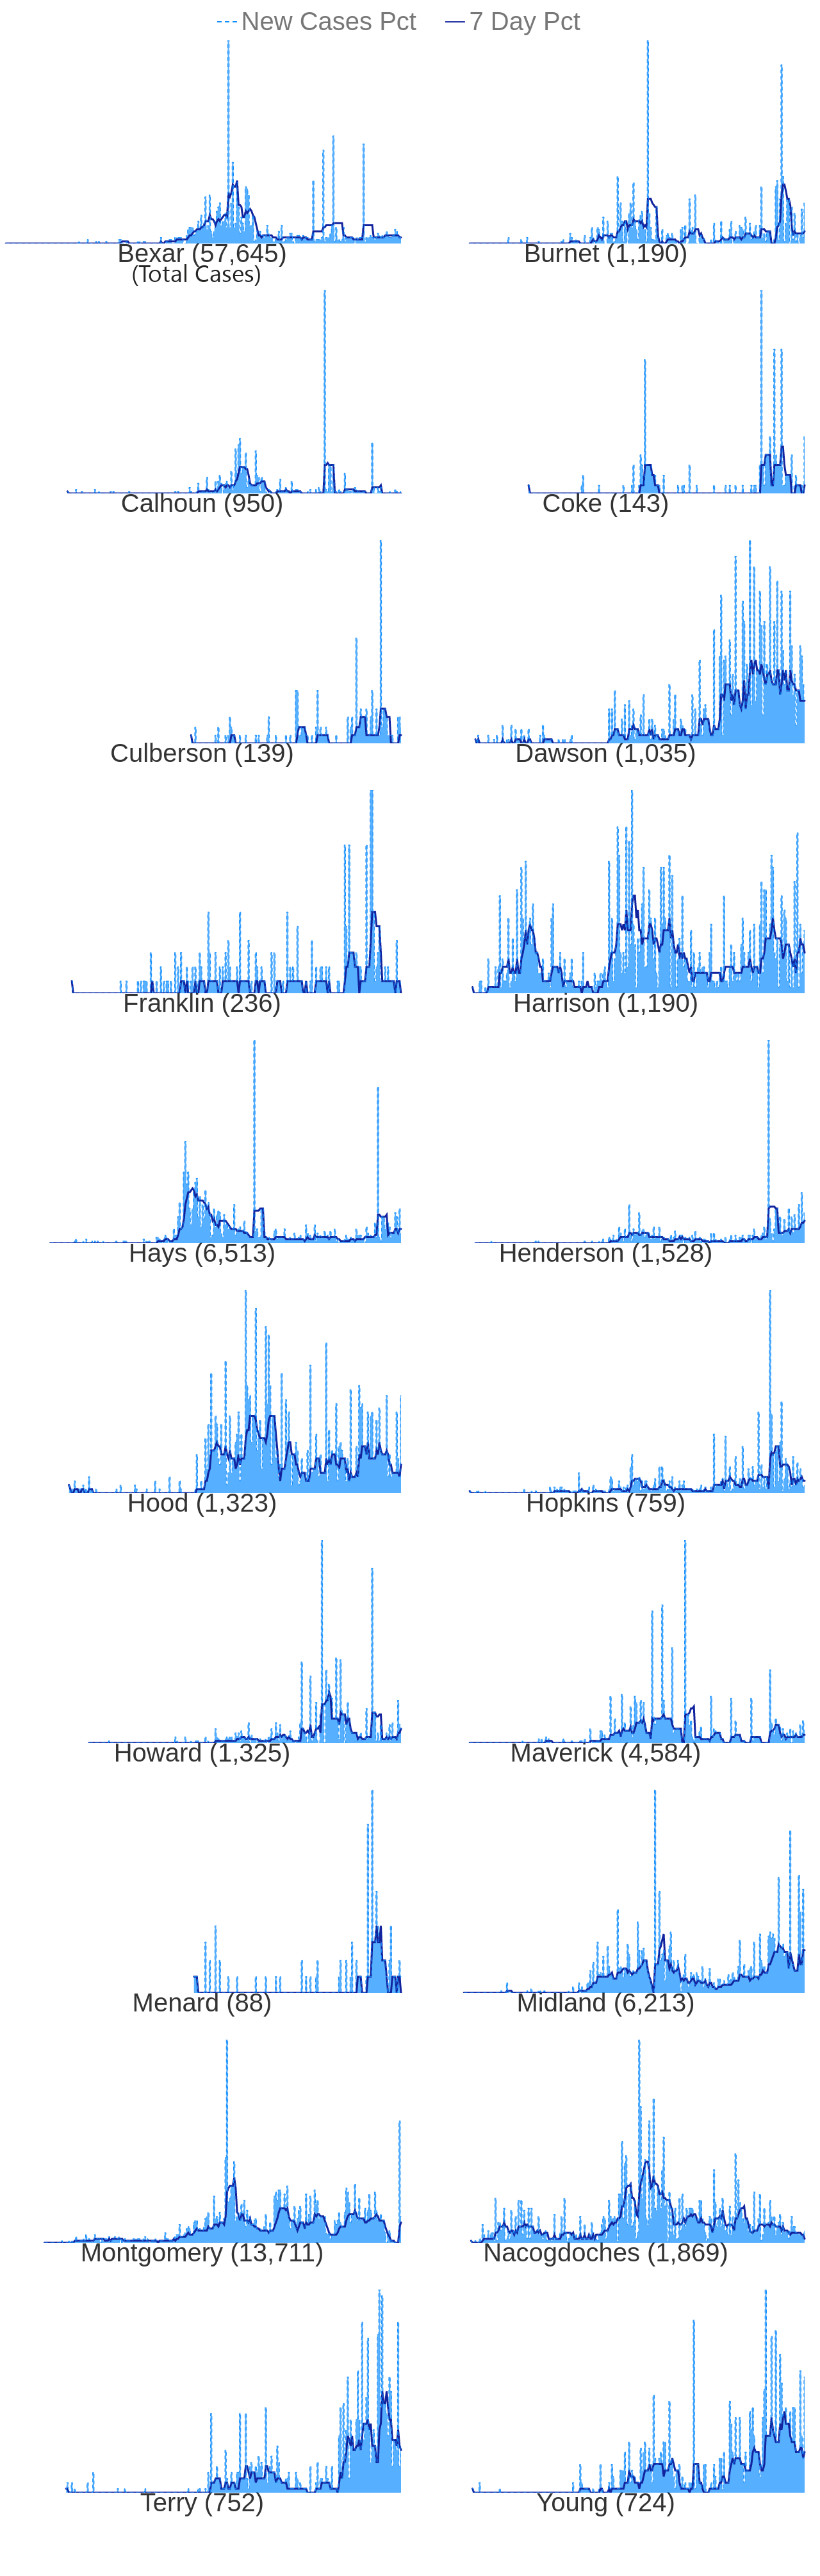 New Cases Pct 7 Day Pct
Bexar (57,645) Burnet (1,190)
(Total Cases)
Calhoun (950) Coke (143)
Culberson (139) Dawson (1,035)
Franklin (236) Harrison (1,190)
Hays (6,513) Henderson (1,528)
Hood (1,323) Hopkins (759)
Howard (1,325) Maverick (4,584)
Menard (88) Midland (6,213)
Montgomery (13,711) Nacogdoches (1,869)
Terry (752) Young (724)